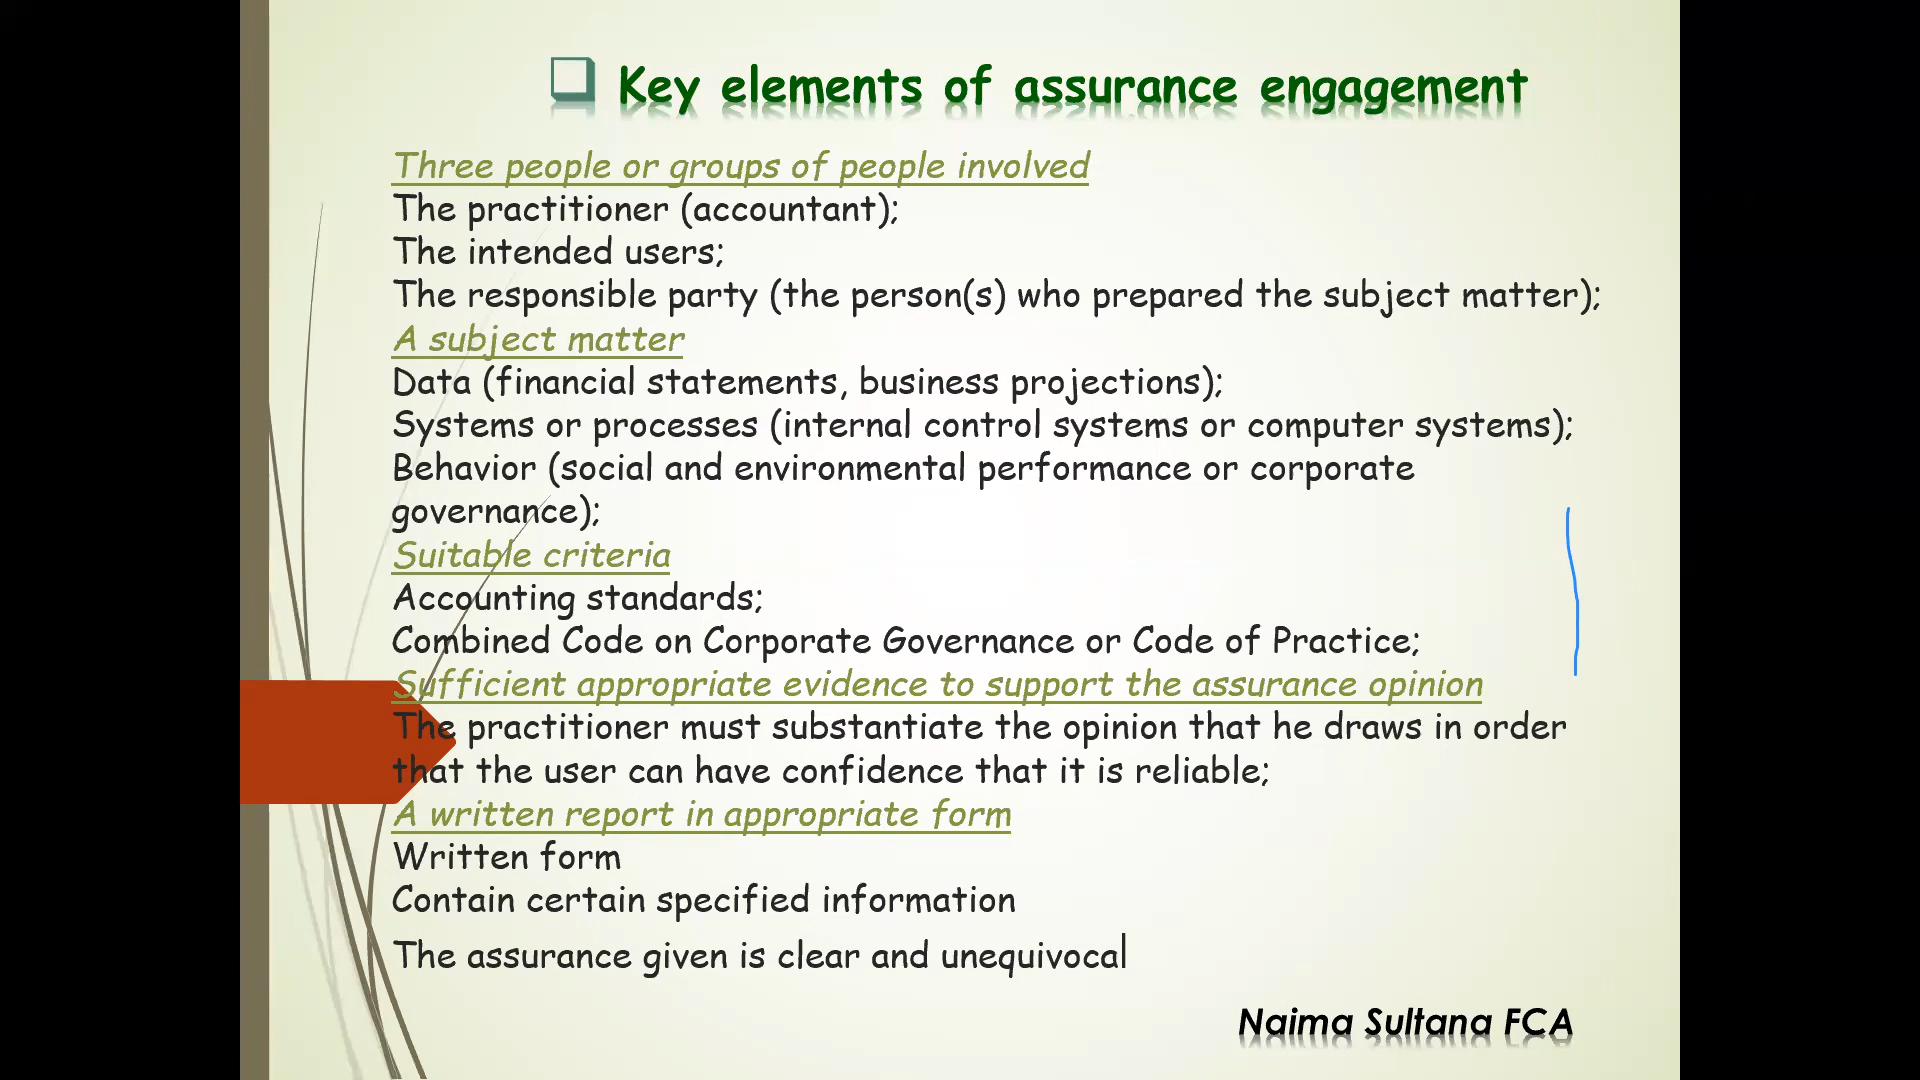 Key elements of assurance engagement
Three people or groups of people involved
The practitioner (accountant);
The intended users;
The responsible party (the person(s) who prepared the subject matter);
A subject matter
Data (financial statements, business projections);
Systems or processes (internal control systems or computer systems);
Behavior (social and environmental performance or corporate
governance);
Suitable criteria
Accounting standards;
Combined Code on Corporate Governance or Code of Practice;
Sufficient appropriate evidence to support the assurance opinion
The practitioner must substantiate the opinion that he draws in order
that the user can have confidence that it is reliable;
A written report in appropriate form
Written form
Contain certain specified information
The assurance given is clear and unequivocal
Naima Sultana FCA